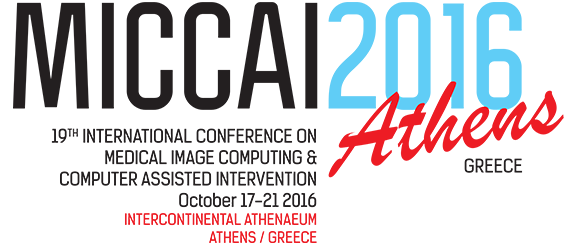 MICCAI2016
Athens
GREECE
19TH INTERNATIONAL CONFERENCE ON
MEDICAL IMAGE COMPUTING &
COMPUTER ASSISTED INTERVENTION
October 17–21 2016
INTERCONTINENTAL ATHENAEUM
ATHENS / GREECE